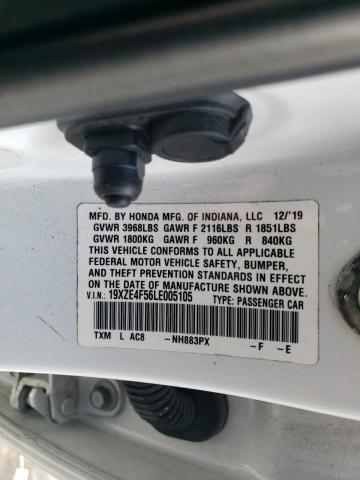 MFD. BY HONDA MFG. OF INDIANA, LLC 12/'19
GVWR 3968LBS GAWR F 2116LBS R 1851LBS
GVWR 1800KG GAWR F 960KG R 840KG
THIS VEHICLE CONFORMS TO ALL APPLICABLE
FEDERAL MOTOR VEHICLE SAFETY, BUMPER,
AND THEFT PREVENTION STANDARDS IN EFFECT
ON THE DATE OF MANUFACTURE SHOWN ABOVE.
V.I.N.: 19XZE4F56LE005105 TYPE: PASSENGER CAR
TXM L AC8 -NH883PX -F -E